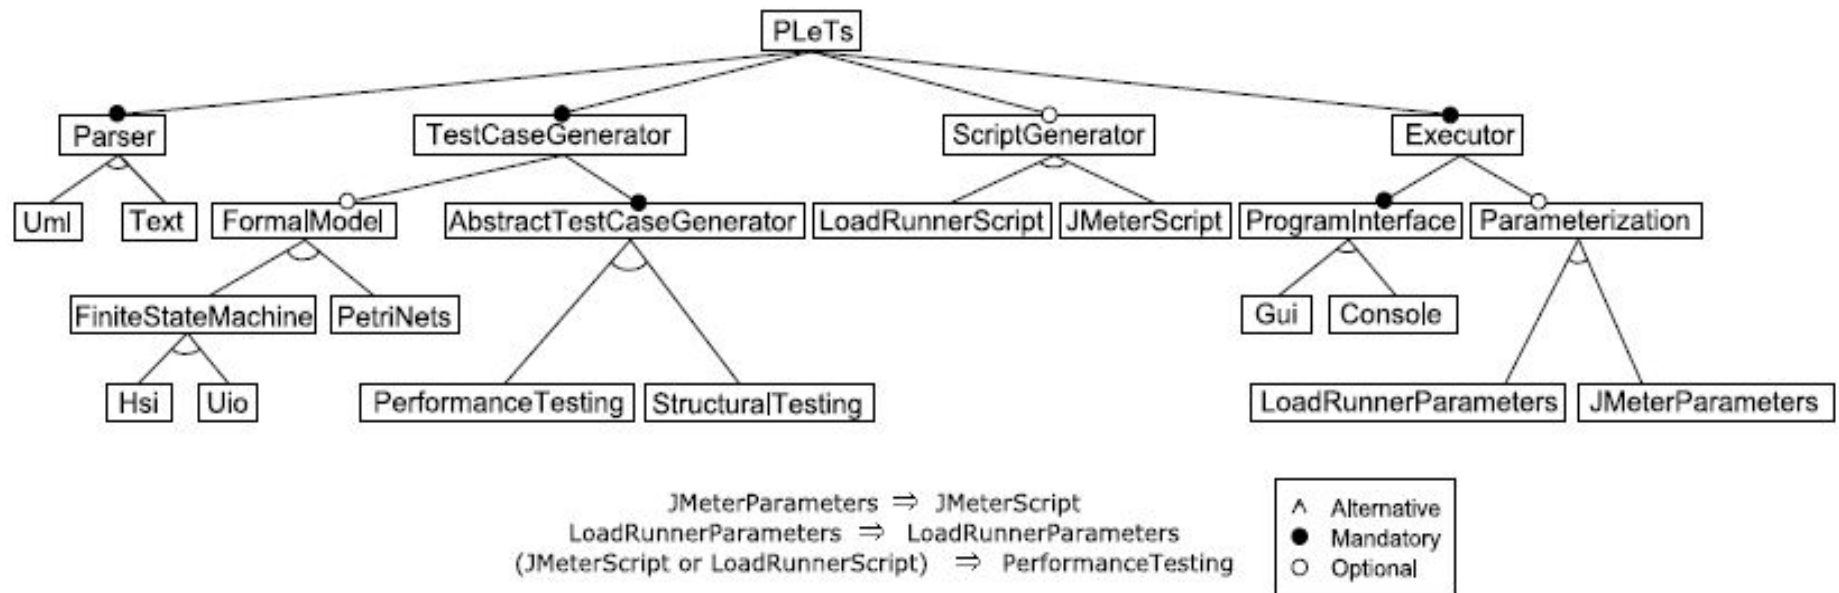 PLeTs
Parser TestCaseGenerator ScriptGenerator Executor
Uml Text FormalModel AbstractTestCaseGenerator LoadRunnerScript JMeterScript ProgramInterface Parameterization
FiniteStateMachine PetriNets Gui Console
Hsi Uio PerformanceTesting StructuralTesting LoadRunnerParameters JMeterParameters
JMeterParameters ⇒ JMeterScript
LoadRunnerParameters ⇒ LoadRunnerParameters
(JMeterScript or LoadRunnerScript) ⇒ PerformanceTesting
Alternative
Mandatory
Optional